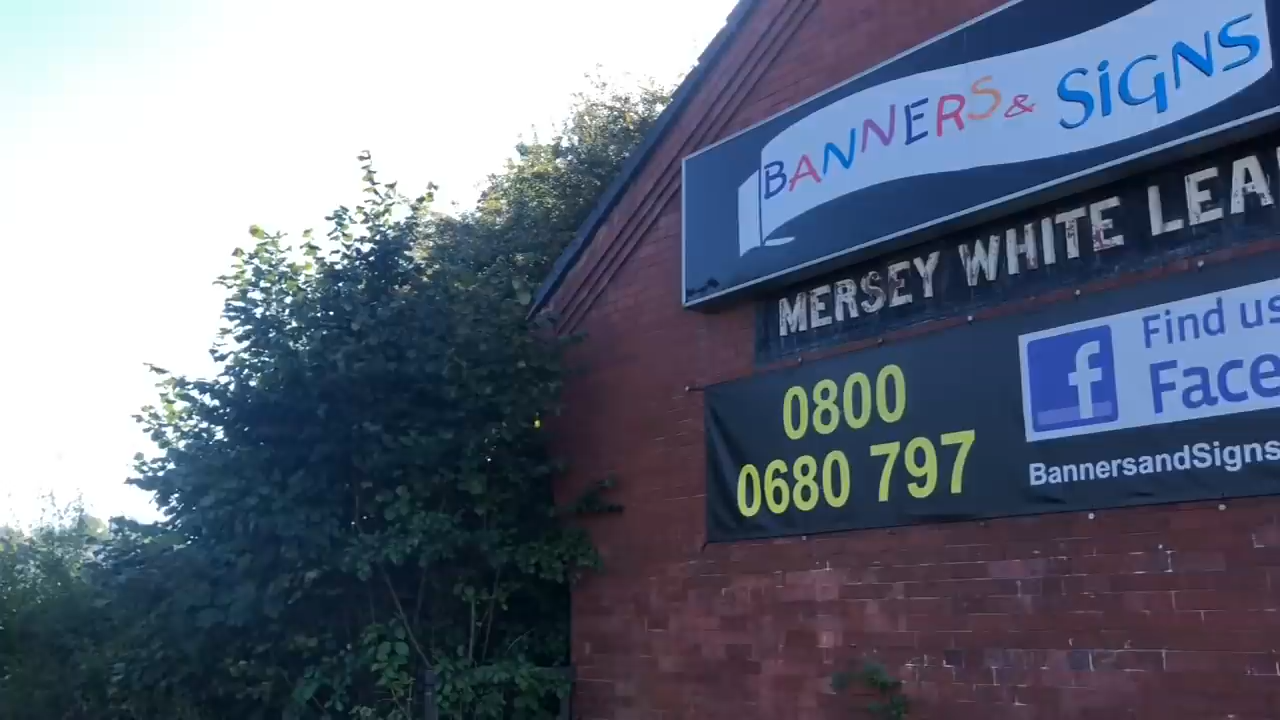 BANNERS & SiGNS
MERSEY WHITE LEA
0800
0680 797
f
Find us
Face
BannersandSigns